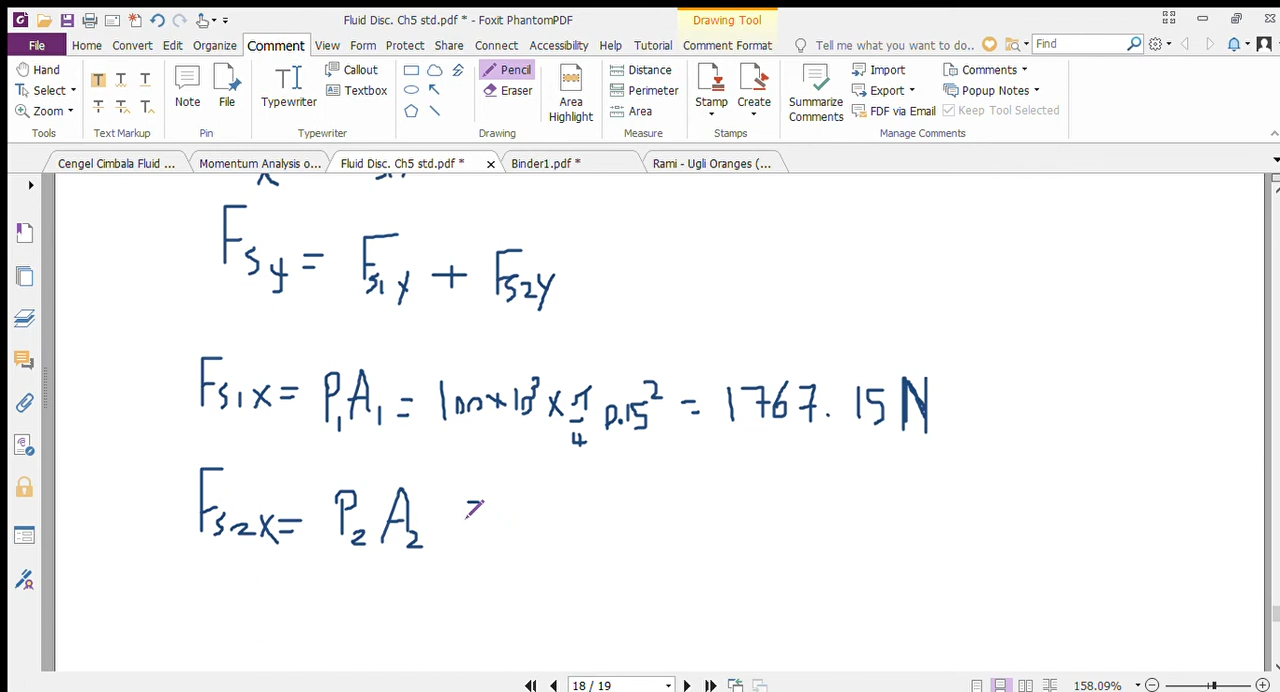 Fluid Disc. Ch5 std.pdf * - Foxit PhantomPDF
Drawing Tool
File Home Convert Edit Organize Comment View Form Protect Share Connect Accessibility Help Tutorial Comment Format Tell me what you want to do.. Find
Hand
Select
Zoom
Tools
Text Markup
Note
File
Pin
Typewriter
Callout
Textbox
Typewriter
Pencil
Eraser
Drawing
Area Highlight
Distance
Perimeter
Area
Measure
Stamp
Create
Stamps
Summarize Comments
Import
Export
FDF via Email
Comments
Popup Notes
Keep Tool Selected
Manage Comments
Cengel Cimbala Fluid ... Momentum Analysis o... Fluid Disc. Ch5 std.pdf * Binder1.pdf * Rami - Ugli Oranges (...
Fsy = Fs1x + Fs2y
Fs1x = P1A1 = 100 × 10³ × π/4 0.15² = 1767.15 N
Fs2x = P2 A2
18 / 19
158.09%